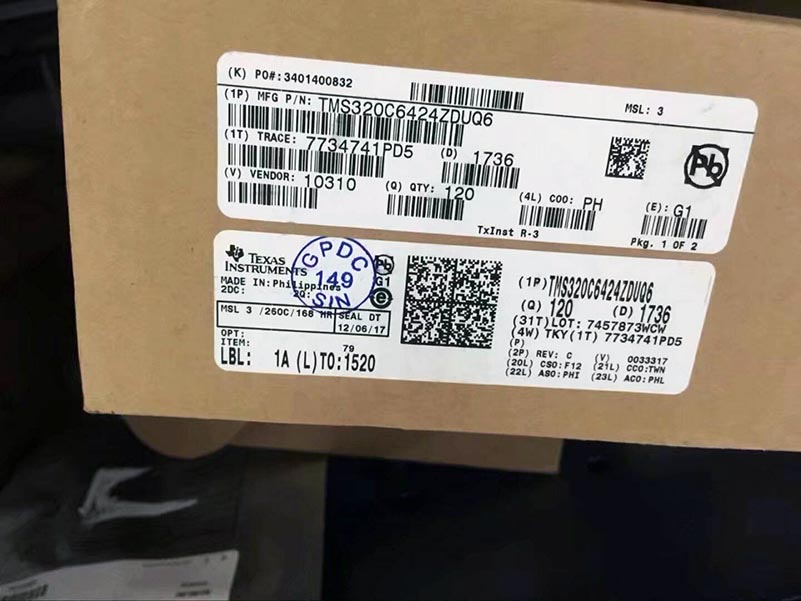 (K) PO#:3401400832
MSL: 3
(1P) MFG P/N: TMS320C6424ZDUQ6
(1T) TRACE: 7734741PD5 (D) 1736
(V) VENDOR: 10310 (Q) QTY: 120 (4L) COO: PH (E): G1
TxInst R-3
Pkg. 1 OF 2
Pb
TEXAS
INSTRUMENTS
MADE IN:Philippines
2DC: 2Q:
GPDC
149
SIN
Pb
G1
e
MSL 3 /260C/168 HR SEAL DT
12/06/17
OPT:
ITEM: 79
LBL: 1A (L)TO:1520
(1P)TMS320C6424ZDUQ6
(Q) 120 (D) 1736
(31T)LOT: 7457873WCW
(4W) TKY(1T) 7734741PD5
(P)
(2P) REV: C (V) 0033317
(20L) CSO:F12 (21L) CCO:TWN
(22L) ASO:PHI (23L) ACO:PHL